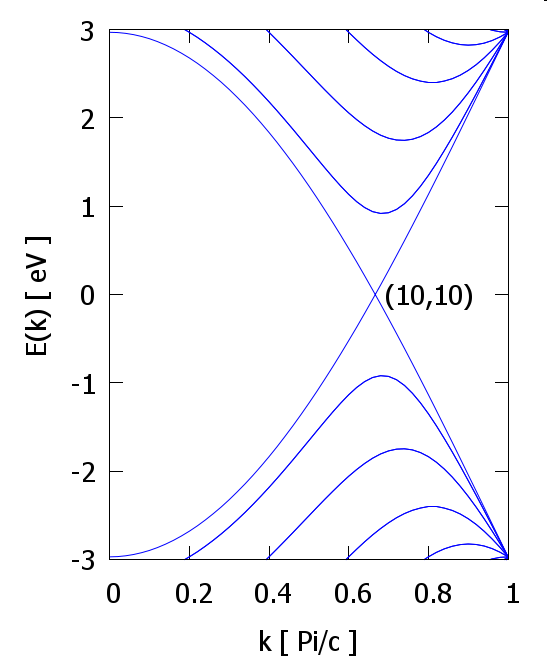 3
2
1
0
-1
-2
-3
E(k) [ eV ]
(10,10)
0 0.2 0.4 0.6 0.8 1
k [ Pi/c ]